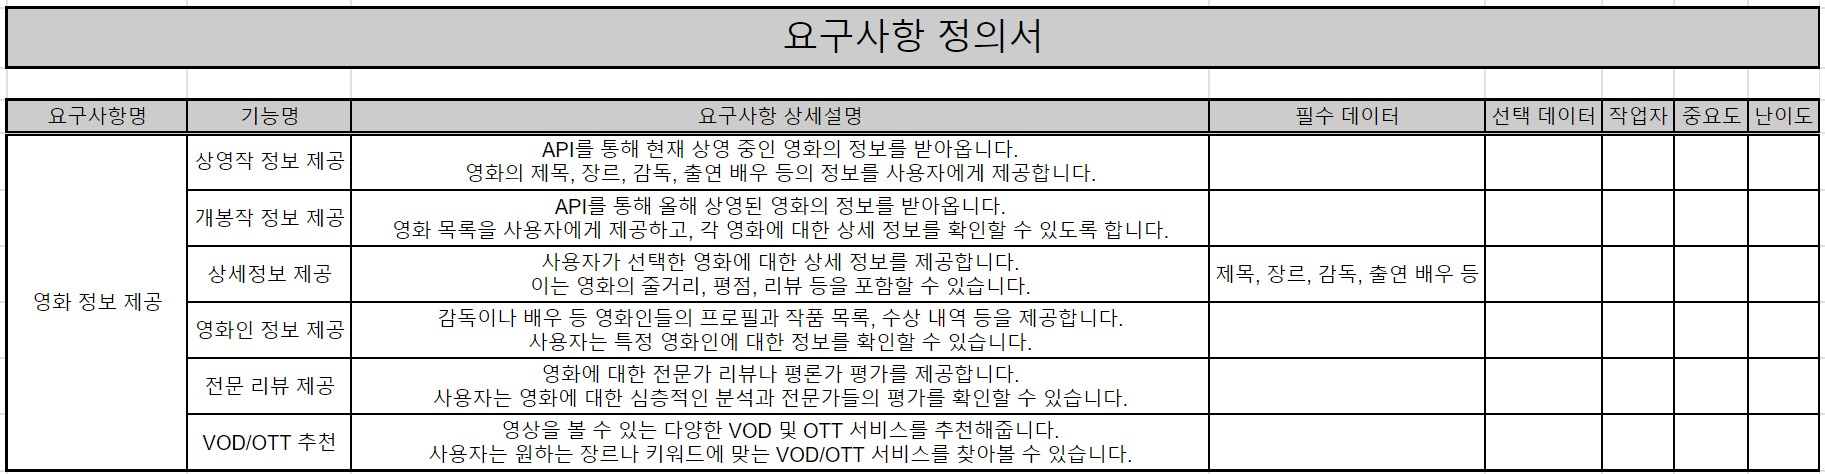 요구사항 정의서
요구사항명 기능명 요구사항 상세설명 필수 데이터 선택 데이터 작업자 중요도 난이도
영화 정보 제공
상영작 정보 제공
API를 통해 현재 상영 중인 영화의 정보를 받아옵니다.
영화의 제목, 장르, 감독, 출연 배우 등의 정보를 사용자에게 제공합니다.
개봉작 정보 제공
API를 통해 올해 상영된 영화의 정보를 받아옵니다.
영화 목록을 사용자에게 제공하고, 각 영화에 대한 상세 정보를 확인할 수 있도록 합니다.
상세정보 제공
사용자가 선택한 영화에 대한 상세 정보를 제공합니다.
이는 영화의 줄거리, 평점, 리뷰 등을 포함할 수 있습니다.
제목, 장르, 감독, 출연 배우 등
영화인 정보 제공
감독이나 배우 등 영화인들의 프로필과 작품 목록, 수상 내역 등을 제공합니다.
사용자는 특정 영화인에 대한 정보를 확인할 수 있습니다.
전문 리뷰 제공
영화에 대한 전문가 리뷰나 평론가 평가를 제공합니다.
사용자는 영화에 대한 심층적인 분석과 전문가들의 평가를 확인할 수 있습니다.
VOD/OTT 추천
영상을 볼 수 있는 다양한 VOD 및 OTT 서비스를 추천해줍니다.
사용자는 원하는 장르나 키워드에 맞는 VOD/OTT 서비스를 찾아볼 수 있습니다.